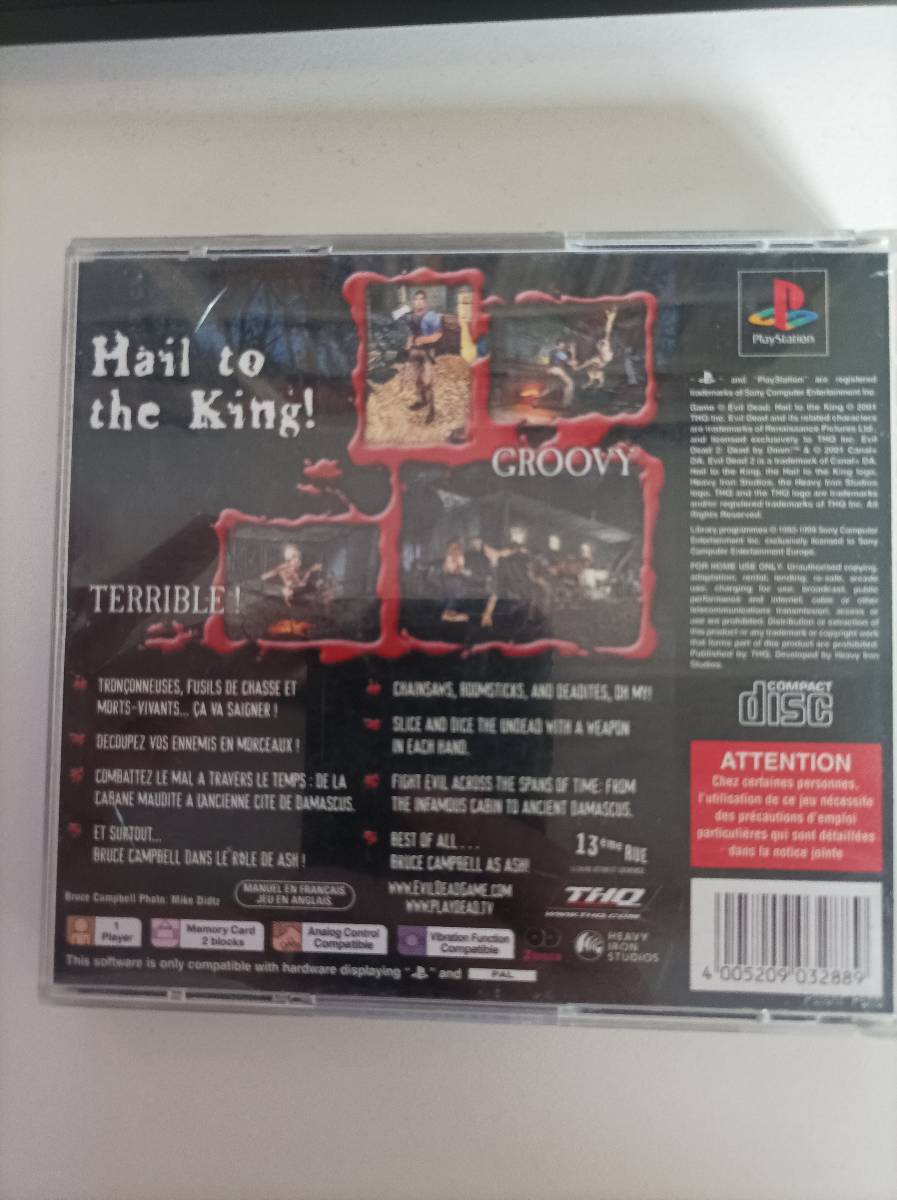 Hail to
the King!
GROOVY
TERRIBLE !
PlayStation
" " and "PlayStation" are registered
trademarks of Sony Computer Entertainment Inc.
Game © Evil Dead: Hail to the King © 2001
THQ Inc. Evil Dead and its related characters
are trademarks of Renaissance Pictures Ltd.,
and licensed exclusively to THQ Inc. Evil
Dead 2: Dead by Dawn™ & © 2001 Canal+
DA. Evil Dead 2 is a trademark of Canal+ DA.
Hail to the King, the Hail to the King logo,
Heavy Iron Studios, the Heavy Iron Studios
logo, THQ and the THQ logo are trademarks
and/or registered trademarks of THQ Inc. All
Rights Reserved.
Library programmes © Sony Computer
Entertainment Inc. exclusively licensed to Sony
Computer Entertainment Europe.
FOR HOME USE ONLY. Unauthorised copying,
adaptation, rental, lending, re-sale, arcade
use, charging for use, broadcast, public
performance and internet, cable or other
telecommunications transmission, access or
use are prohibited. Distribution or extraction of
this product or any trademark or copyright work
that forms part of this product are prohibited.
Published by THQ. Developed by Heavy Iron
Studios.
TRONÇONNEUSES, FUSILS DE CHASSE ET
MORTS-VIVANTS... ÇA VA SAIGNER !
DECOUPEZ VOS ENNEMIS EN MORCEAUX !
COMBATTEZ LE MAL A TRAVERS LE TEMPS : DE LA
CABANE MAUDITE A L'ANCIENNE CITE DE DAMASCUS.
ET SURTOUT...
BRUCE CAMPBELL DANS LE RÔLE DE ASH !
CHAINSAWS, BOOMSTICKS, AND DEADITES, OH MY!
SLICE AND DICE THE UNDEAD WITH A WEAPON
IN EACH HAND.
FIGHT EVIL ACROSS THE SPANS OF TIME: FROM
THE INFAMOUS CABIN TO ANCIENT DAMASCUS.
BEST OF ALL . . .
BRUCE CAMPBELL AS ASH!
WWW.EVILDEADGAME.COM
WWW.PLAYDEAD.TV
13ème RUE
THQ
WWW.THQ.COM
COMPACT
disc
ATTENTION
Chez certaines personnes,
l'utilisation de ce jeu nécessite
des précautions d'emploi
particulières qui sont détaillées
dans la notice jointe
Bruce Campbell Photo: Mike Ditz
MANUEL EN FRANÇAIS
JEU EN ANGLAIS
1
Player
Memory Card
2 blocks
Analog Control
Compatible
Vibration Function
Compatible
HEAVY
IRON
STUDIOS
This software is only compatible with hardware displaying " " and PAL
4 005209 032889